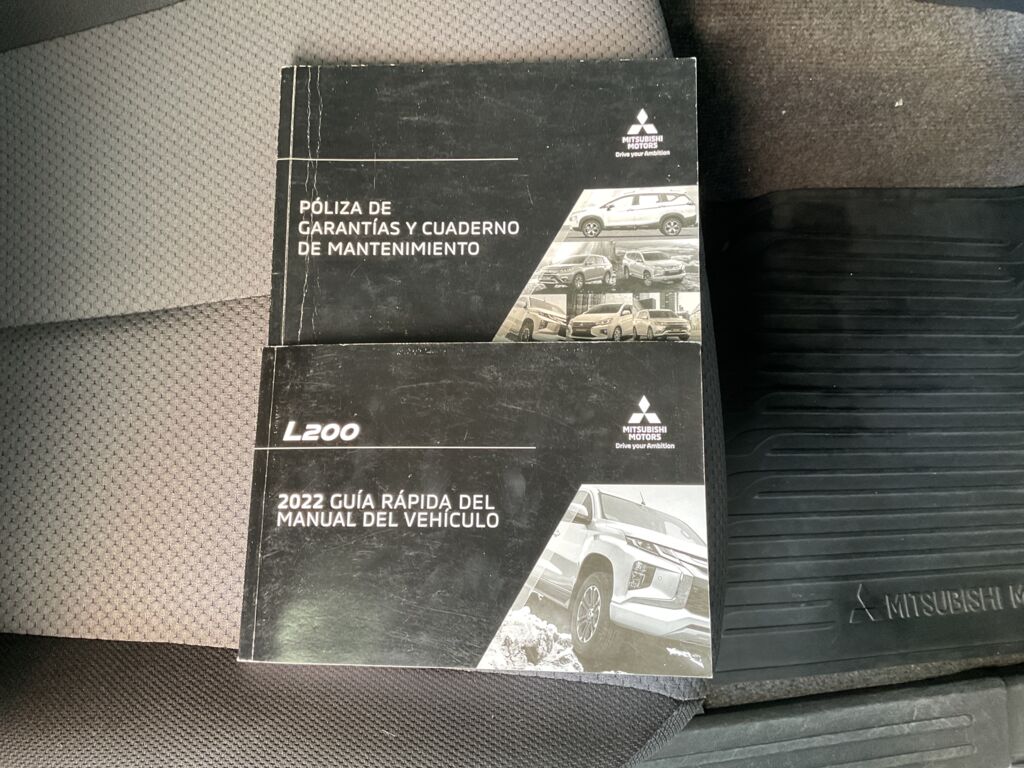 MITSUBISHI
MOTORS
Drive your Ambition
PÓLIZA DE
GARANTÍAS Y CUADERNO
DE MANTENIMIENTO
L200
MITSUBISHI
MOTORS
Drive your Ambition
2022 GUÍA RÁPIDA DEL
MANUAL DEL VEHÍCULO
MITSUBISHI M